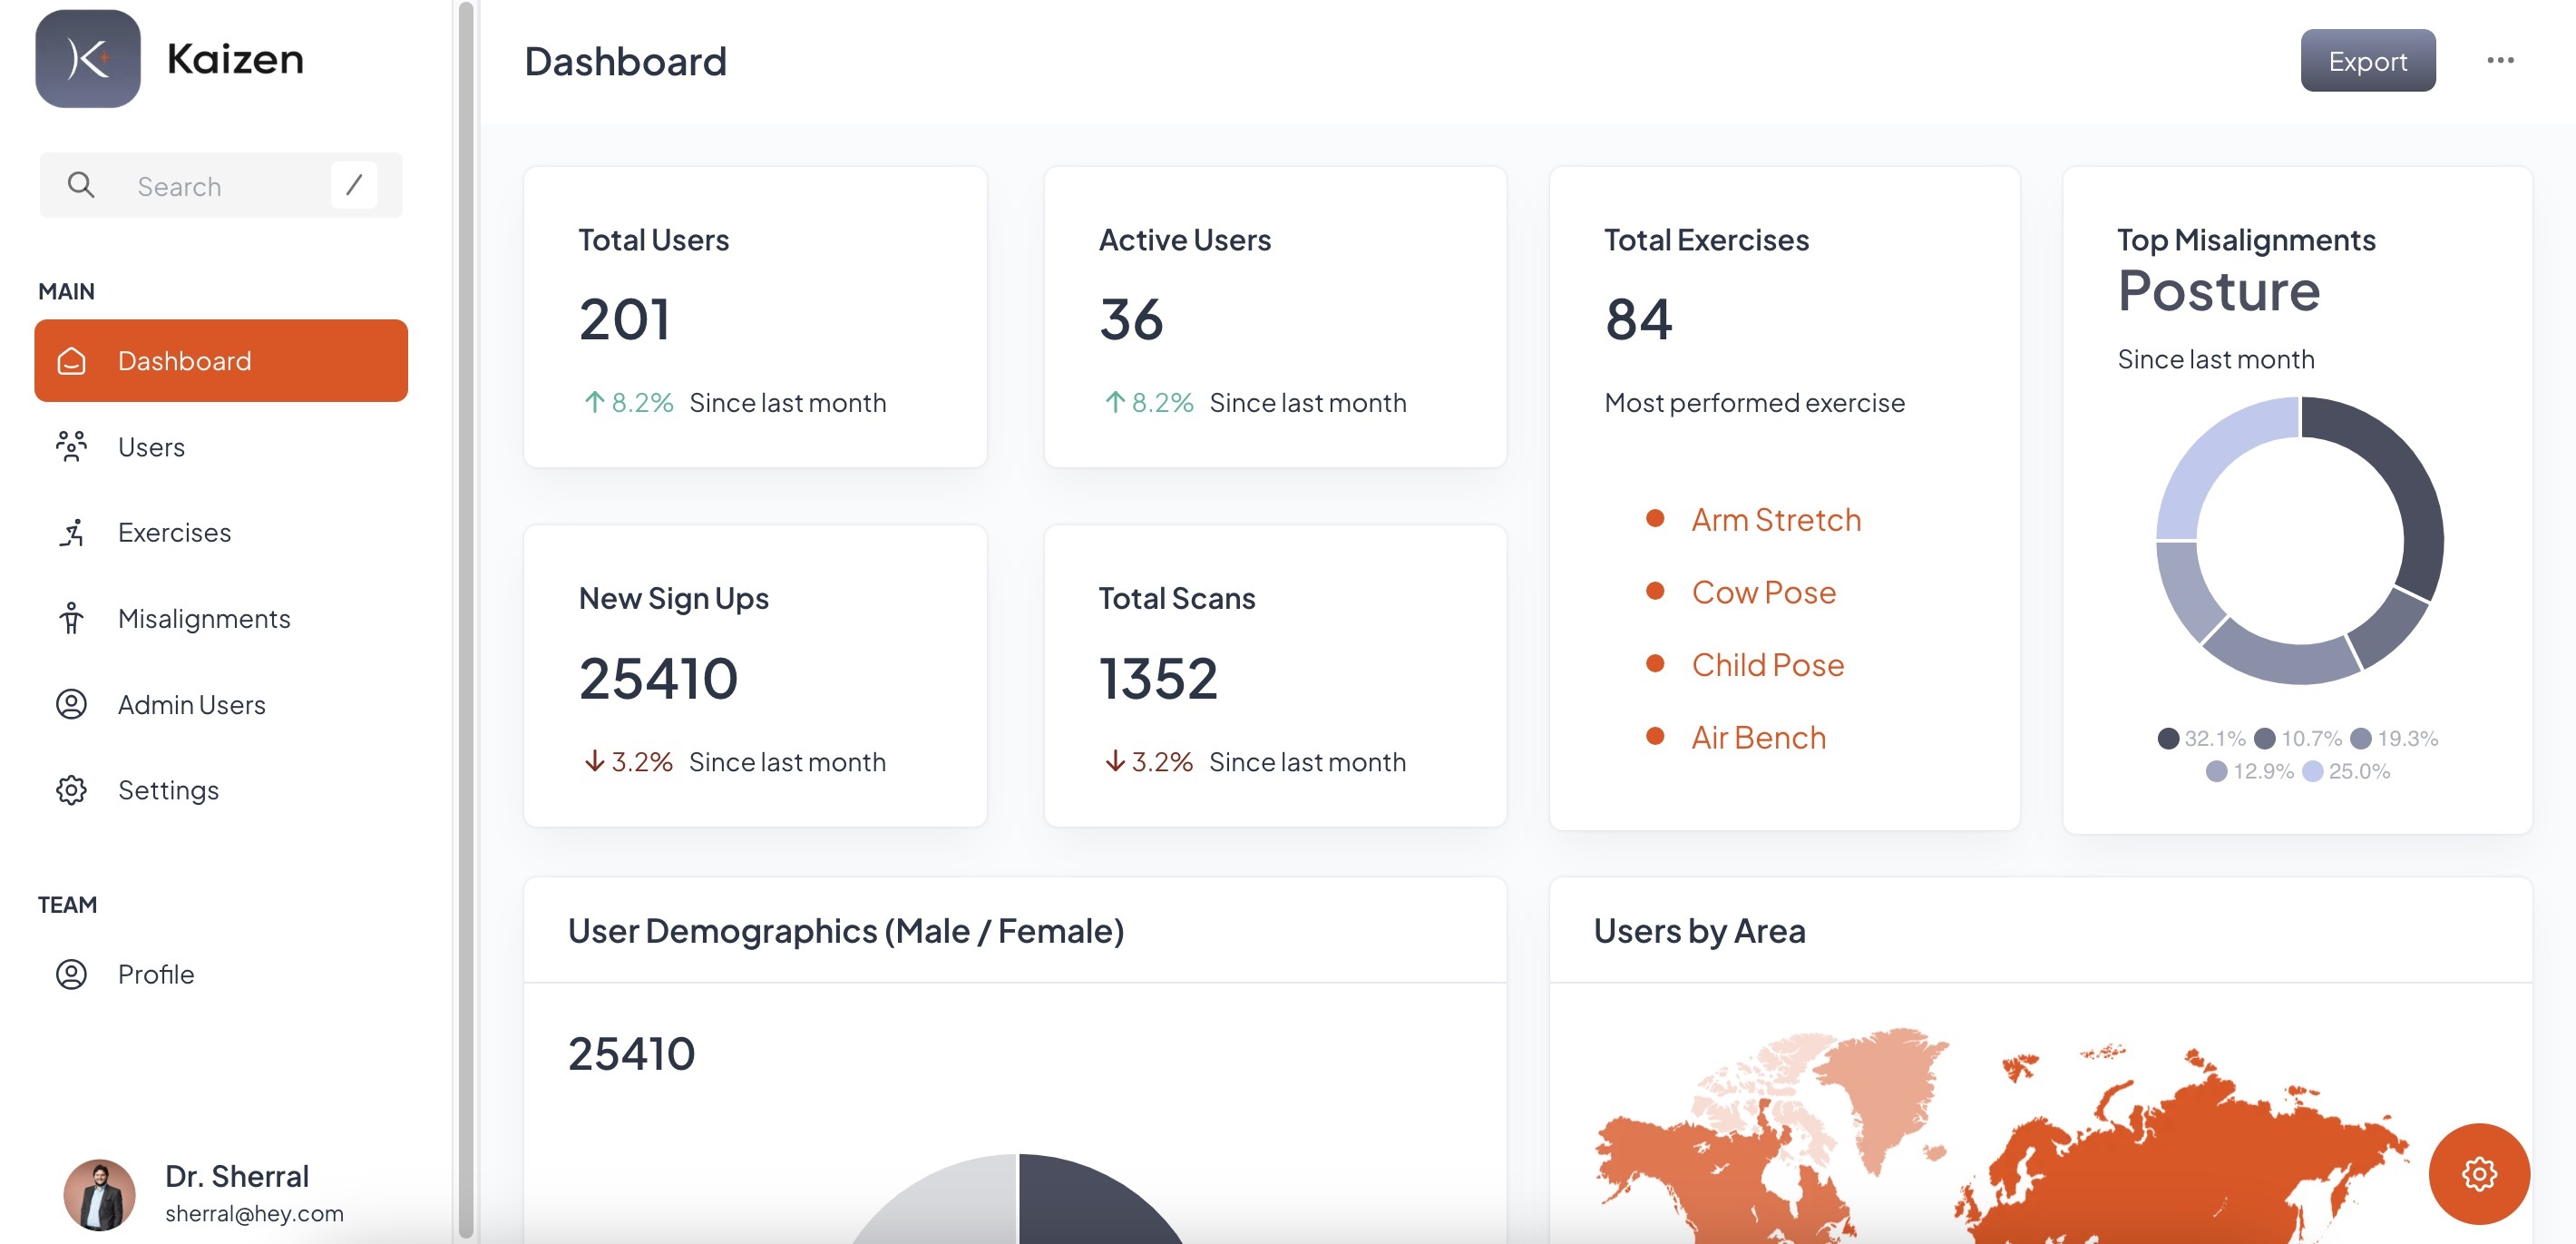 Kaizen
Search
/
MAIN
Dashboard
Users
Exercises
Misalignments
Admin Users
Settings
TEAM
Profile
Dr. Sherral
sherral@hey.com
Dashboard
Export
Total Users
201
↑ 8.2% Since last month
Active Users
36
↑ 8.2% Since last month
New Sign Ups
25410
↓ 3.2% Since last month
Total Scans
1352
↓ 3.2% Since last month
Total Exercises
84
Most performed exercise
Arm Stretch
Cow Pose
Child Pose
Air Bench
Top Misalignments
Posture
Since last month
32.1% 10.7% 19.3%
12.9% 25.0%
User Demographics (Male / Female)
25410
Users by Area